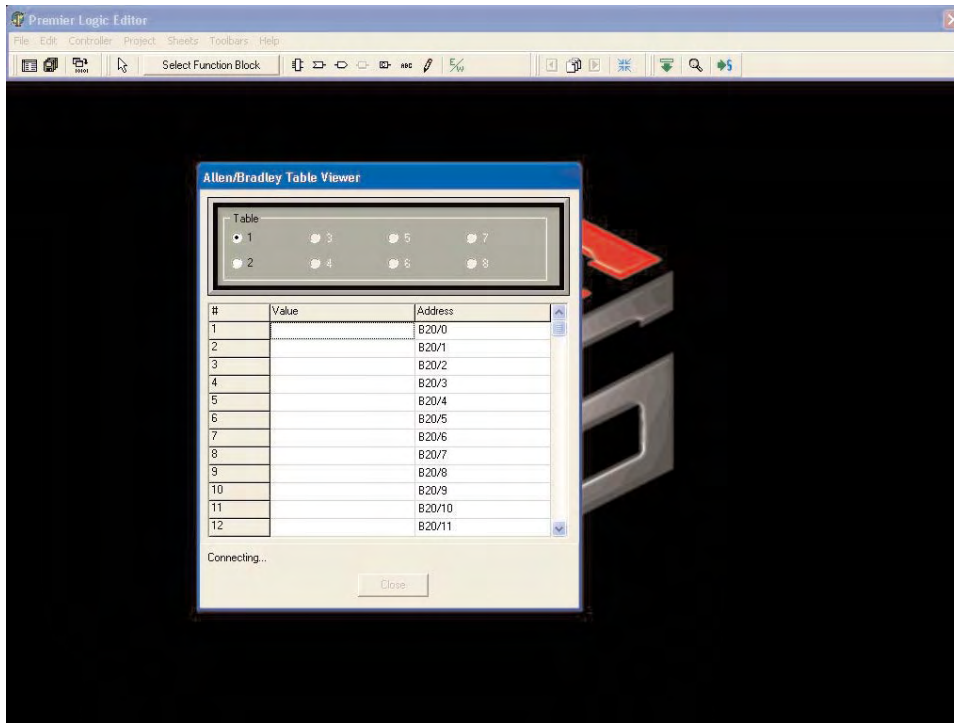 Premier Logic Editor
File Edit Controller Project Sheets Toolbars Help
Select Function Block ABC E/W S
Allen/Bradley Table Viewer
Table
1 3 5 7
2 4 6 8
# Value Address
1 B20/0
2 B20/1
3 B20/2
4 B20/3
5 B20/4
6 B20/5
7 B20/6
8 B20/7
9 B20/8
10 B20/9
11 B20/10
12 B20/11
Connecting...
Close